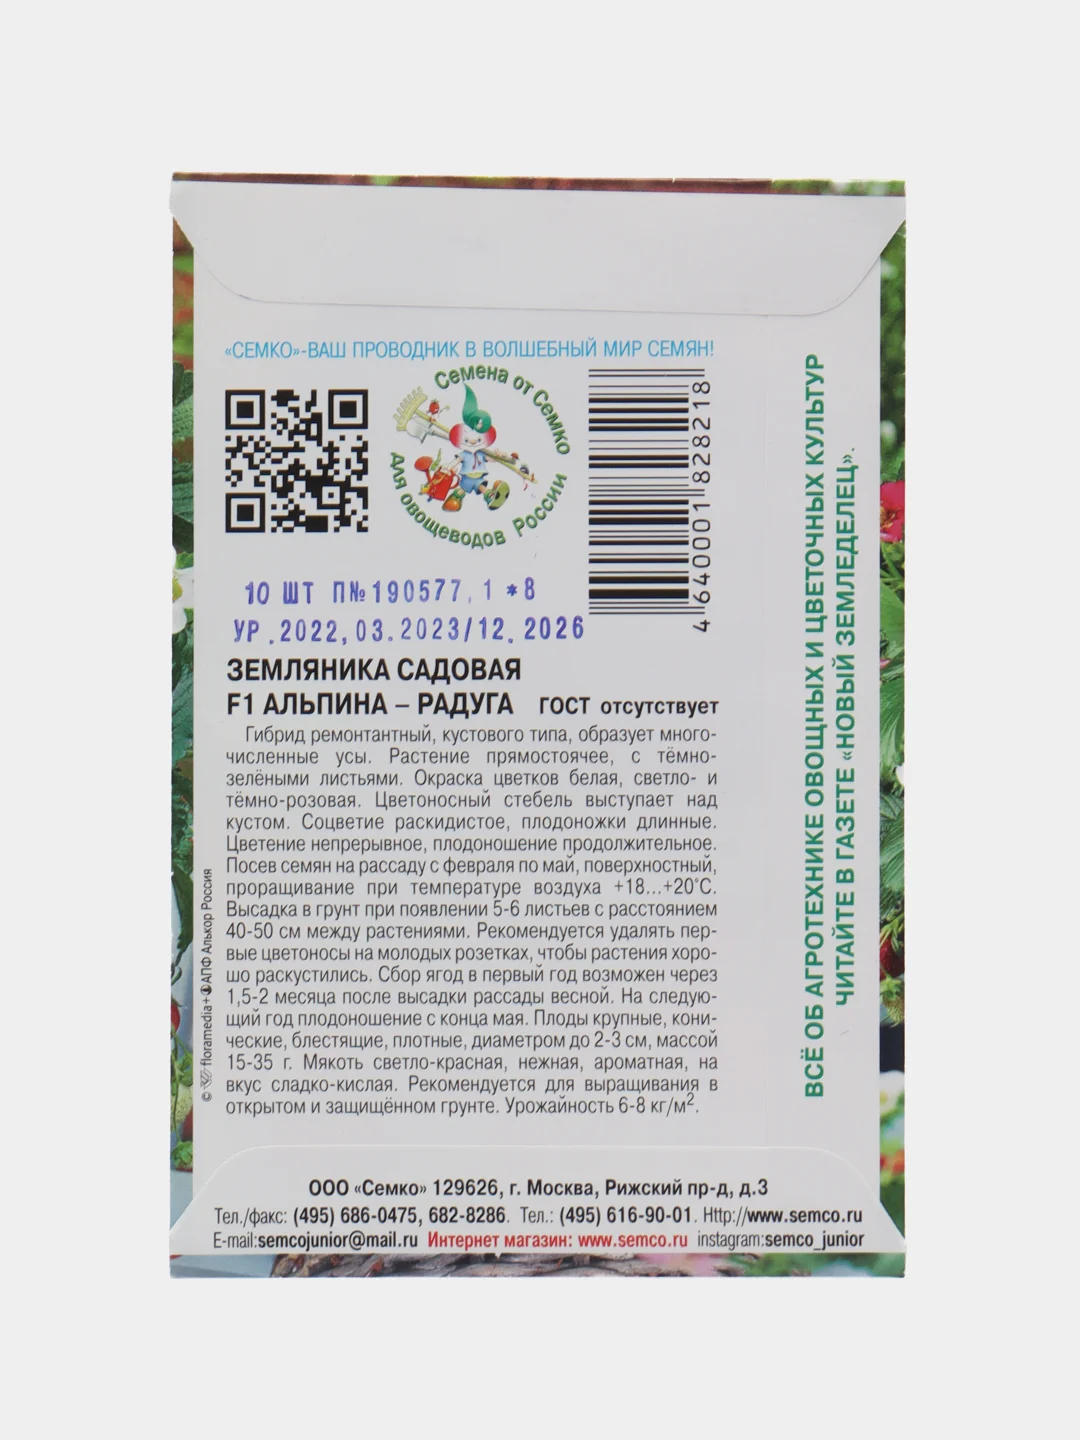 «СЕМКО»-ВАШ ПРОВОДНИК В ВОЛШЕБНЫЙ МИР СЕМЯН!
Семена от Семко
для овощеводов России
4 640001 828218
10 ШТ П№190577,1 *8
УР.2022,03.2023/12.2026
ЗЕМЛЯНИКА САДОВАЯ
F1 АЛЬПИНА – РАДУГА ГОСТ отсутствует
Гибрид ремонтантный, кустового типа, образует много-
численные усы. Растение прямостоячее, с тёмно-
зелёными листьями. Окраска цветков белая, светло- и
тёмно-розовая. Цветоносный стебель выступает над
кустом. Соцветие раскидистое, плодоножки длинные.
Цветение непрерывное, плодоношение продолжительное.
Посев семян на рассаду с февраля по май, поверхностный,
проращивание при температуре воздуха +18...+20°С.
Высадка в грунт при появлении 5-6 листьев с расстоянием
40-50 см между растениями. Рекомендуется удалять пер-
вые цветоносы на молодых розетках, чтобы растения хоро-
шо раскустились. Сбор ягод в первый год возможен через
1,5-2 месяца после высадки рассады весной. На следую-
щий год плодоношение с конца мая. Плоды крупные, кони-
ческие, блестящие, плотные, диаметром до 2-3 см, массой
15-35 г. Мякоть светло-красная, нежная, ароматная, на
вкус сладко-кислая. Рекомендуется для выращивания в
открытом и защищённом грунте. Урожайность 6-8 кг/м².
© floramedia+ АПФ Алькор Россия
ВСЁ ОБ АГРОТЕХНИКЕ ОВОЩНЫХ И ЦВЕТОЧНЫХ КУЛЬТУР
ЧИТАЙТЕ В ГАЗЕТЕ «НОВЫЙ ЗЕМЛЕДЕЛЕЦ».
ООО «Семко» 129626, г. Москва, Рижский пр-д, д.3
Тел./факс: (495) 686-0475, 682-8286. Тел.: (495) 616-90-01. Http://www.semco.ru
E-mail:semcojunior@mail.ru Интернет магазин: www.semco.ru instagram:semco_junior